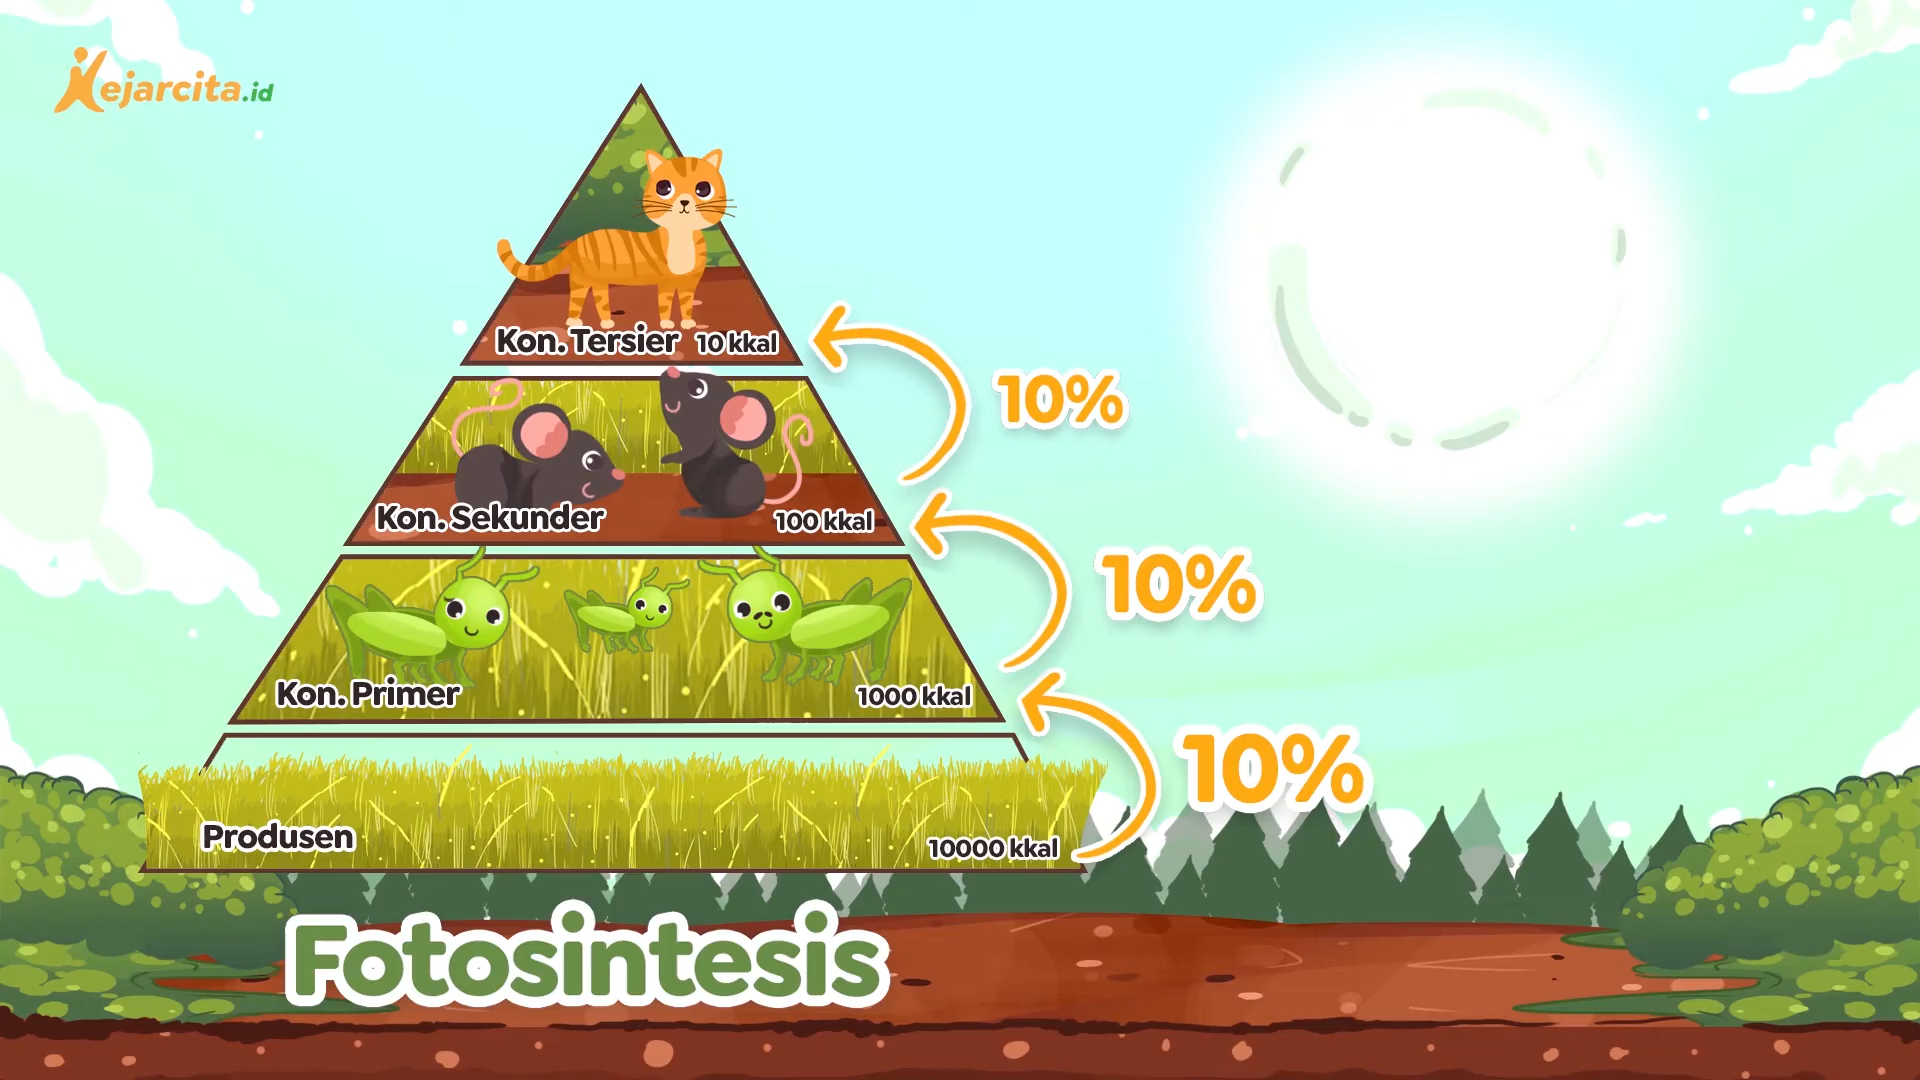 Kejarcita.id
Kon. Tersier 10 kkal
10%
Kon. Sekunder 100 kkal
10%
Kon. Primer 1000 kkal
10%
Produsen 10000 kkal
Fotosintesis